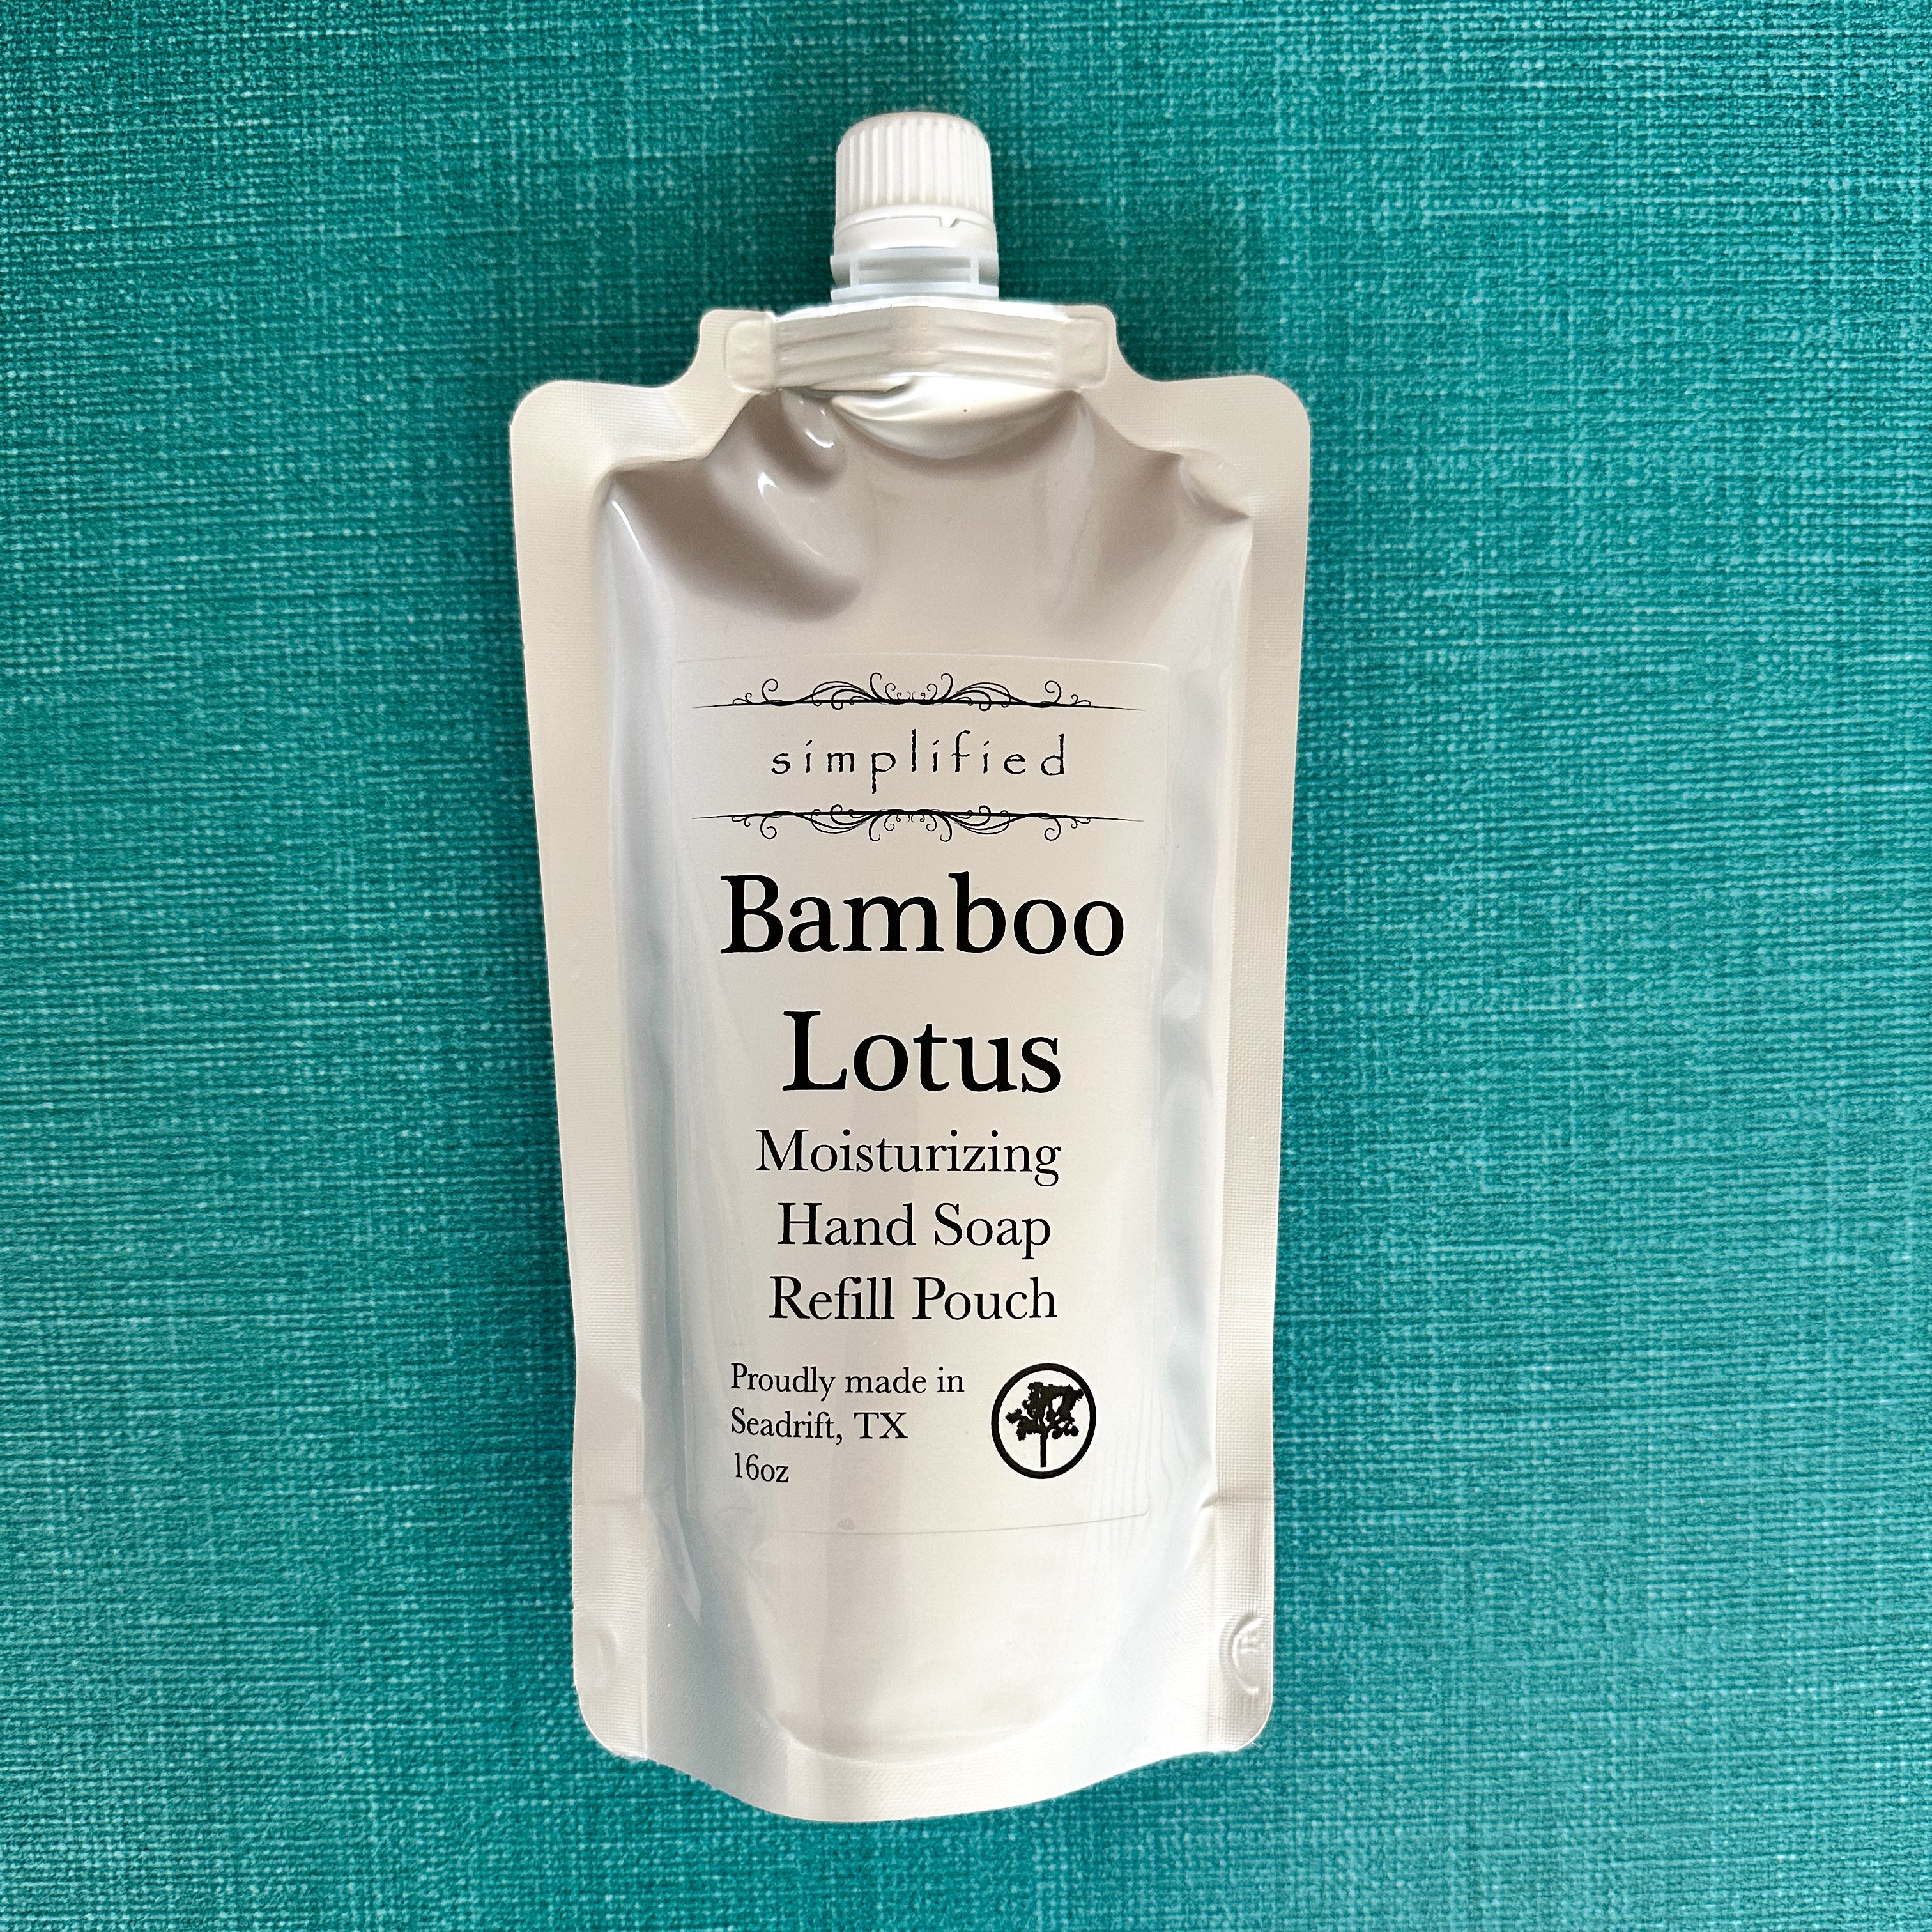 simplified
Bamboo
Lotus
Moisturizing
Hand Soap
Refill Pouch
Proudly made in
Seadrift, TX
16oz